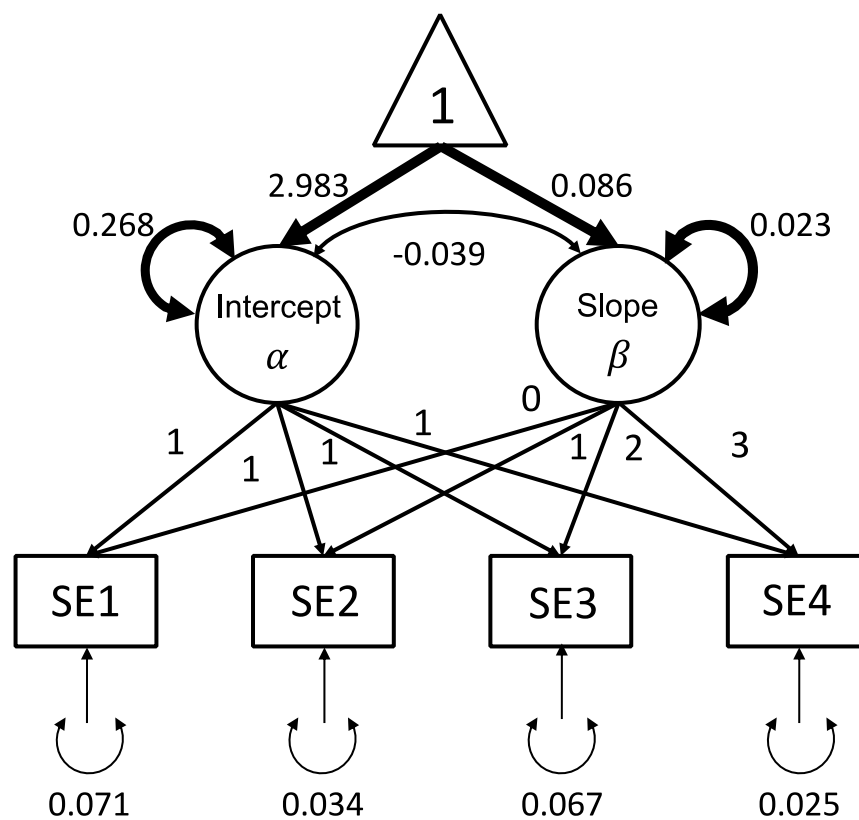 1
2.983
0.086
0.268
0.023
-0.039
Intercept
α
Slope
β
0
1
1
1
1
1
2
3
SE1
SE2
SE3
SE4
0.071
0.034
0.067
0.025